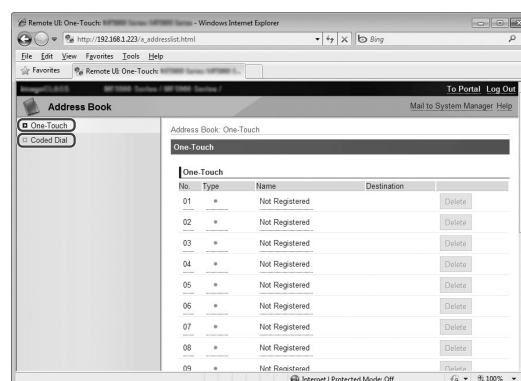 Remote UI: One-Touch: - Windows Internet Explorer
http://192.168.1.223/a_addresslist.html
Bing
File Edit View Favorites Tools Help
Favorites Remote UI: One-Touch:
To Portal Log Out
Address Book
Mail to System Manager Help
One-Touch
Coded Dial
Address Book: One-Touch
One-Touch
One-Touch
No. Type Name Destination
01 Not Registered Delete
02 Not Registered Delete
03 Not Registered Delete
04 Not Registered Delete
05 Not Registered Delete
06 Not Registered Delete
07 Not Registered Delete
08 Not Registered Delete
09 Not Registered Delete
Internet | Protected Mode: Off 100%